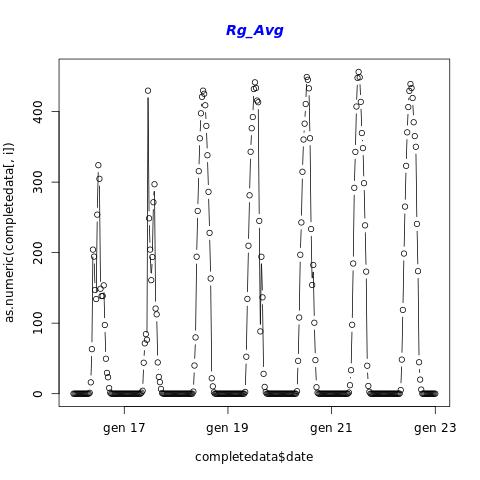 Rg_Avg
as.numeric(completedata[, i])
400
300
200
100
0
gen 17
gen 19
gen 21
gen 23
completedata$date